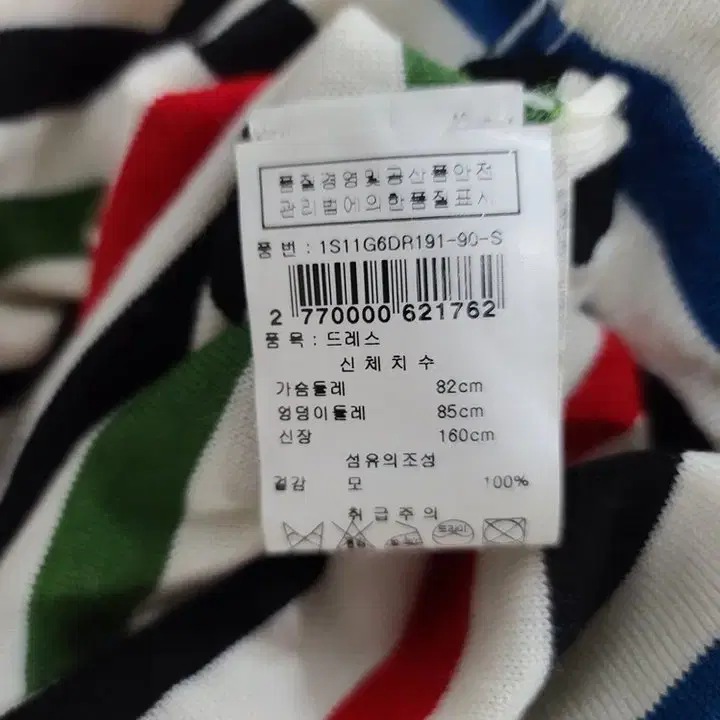 품질경영및공산품안전
관리법에의한품질표시
품 번 : 1S11G6DR191-90-S
2 770000 621762
품 목 : 드레스
신 체 치 수
가슴둘레 82cm
엉덩이둘레 85cm
신장 160cm
섬유의조성
겉감 모 100%
취 급 주 의
드라이